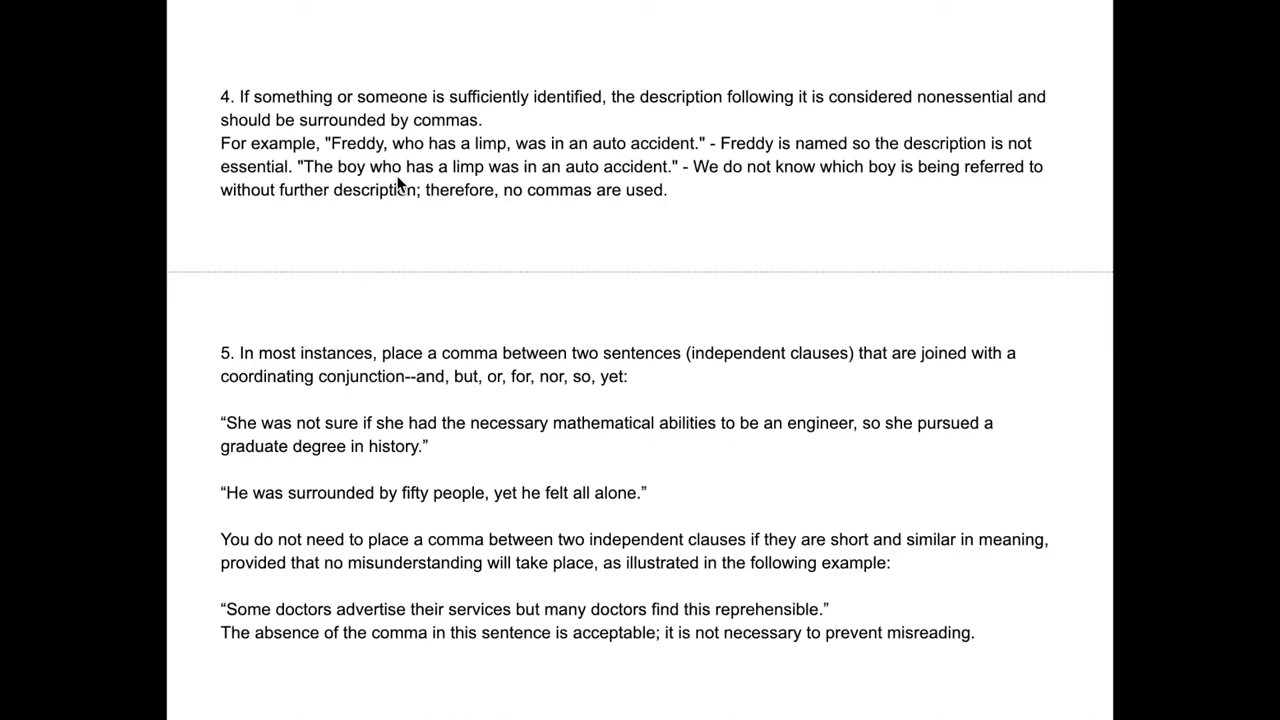 4. If something or someone is sufficiently identified, the description following it is considered nonessential and
should be surrounded by commas.
For example, "Freddy, who has a limp, was in an auto accident." - Freddy is named so the description is not
essential. "The boy who has a limp was in an auto accident." - We do not know which boy is being referred to
without further description; therefore, no commas are used.
5. In most instances, place a comma between two sentences (independent clauses) that are joined with a
coordinating conjunction--and, but, or, for, nor, so, yet:
“She was not sure if she had the necessary mathematical abilities to be an engineer, so she pursued a
graduate degree in history.”
“He was surrounded by fifty people, yet he felt all alone.”
You do not need to place a comma between two independent clauses if they are short and similar in meaning,
provided that no misunderstanding will take place, as illustrated in the following example:
“Some doctors advertise their services but many doctors find this reprehensible.”
The absence of the comma in this sentence is acceptable; it is not necessary to prevent misreading.